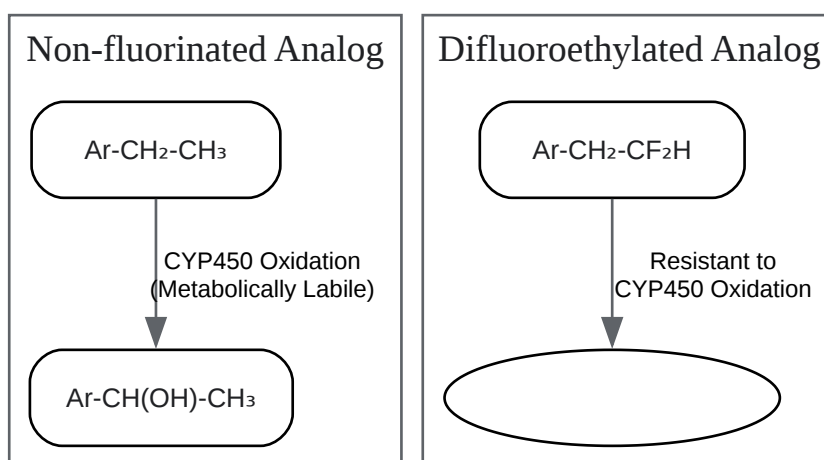 Non-fluorinated Analog
Ar-CH₂-CH₃
CYP450 Oxidation
(Metabolically Labile)
Ar-CH(OH)-CH₃
Difluoroethylated Analog
Ar-CH₂-CF₂H
Resistant to
CYP450 Oxidation